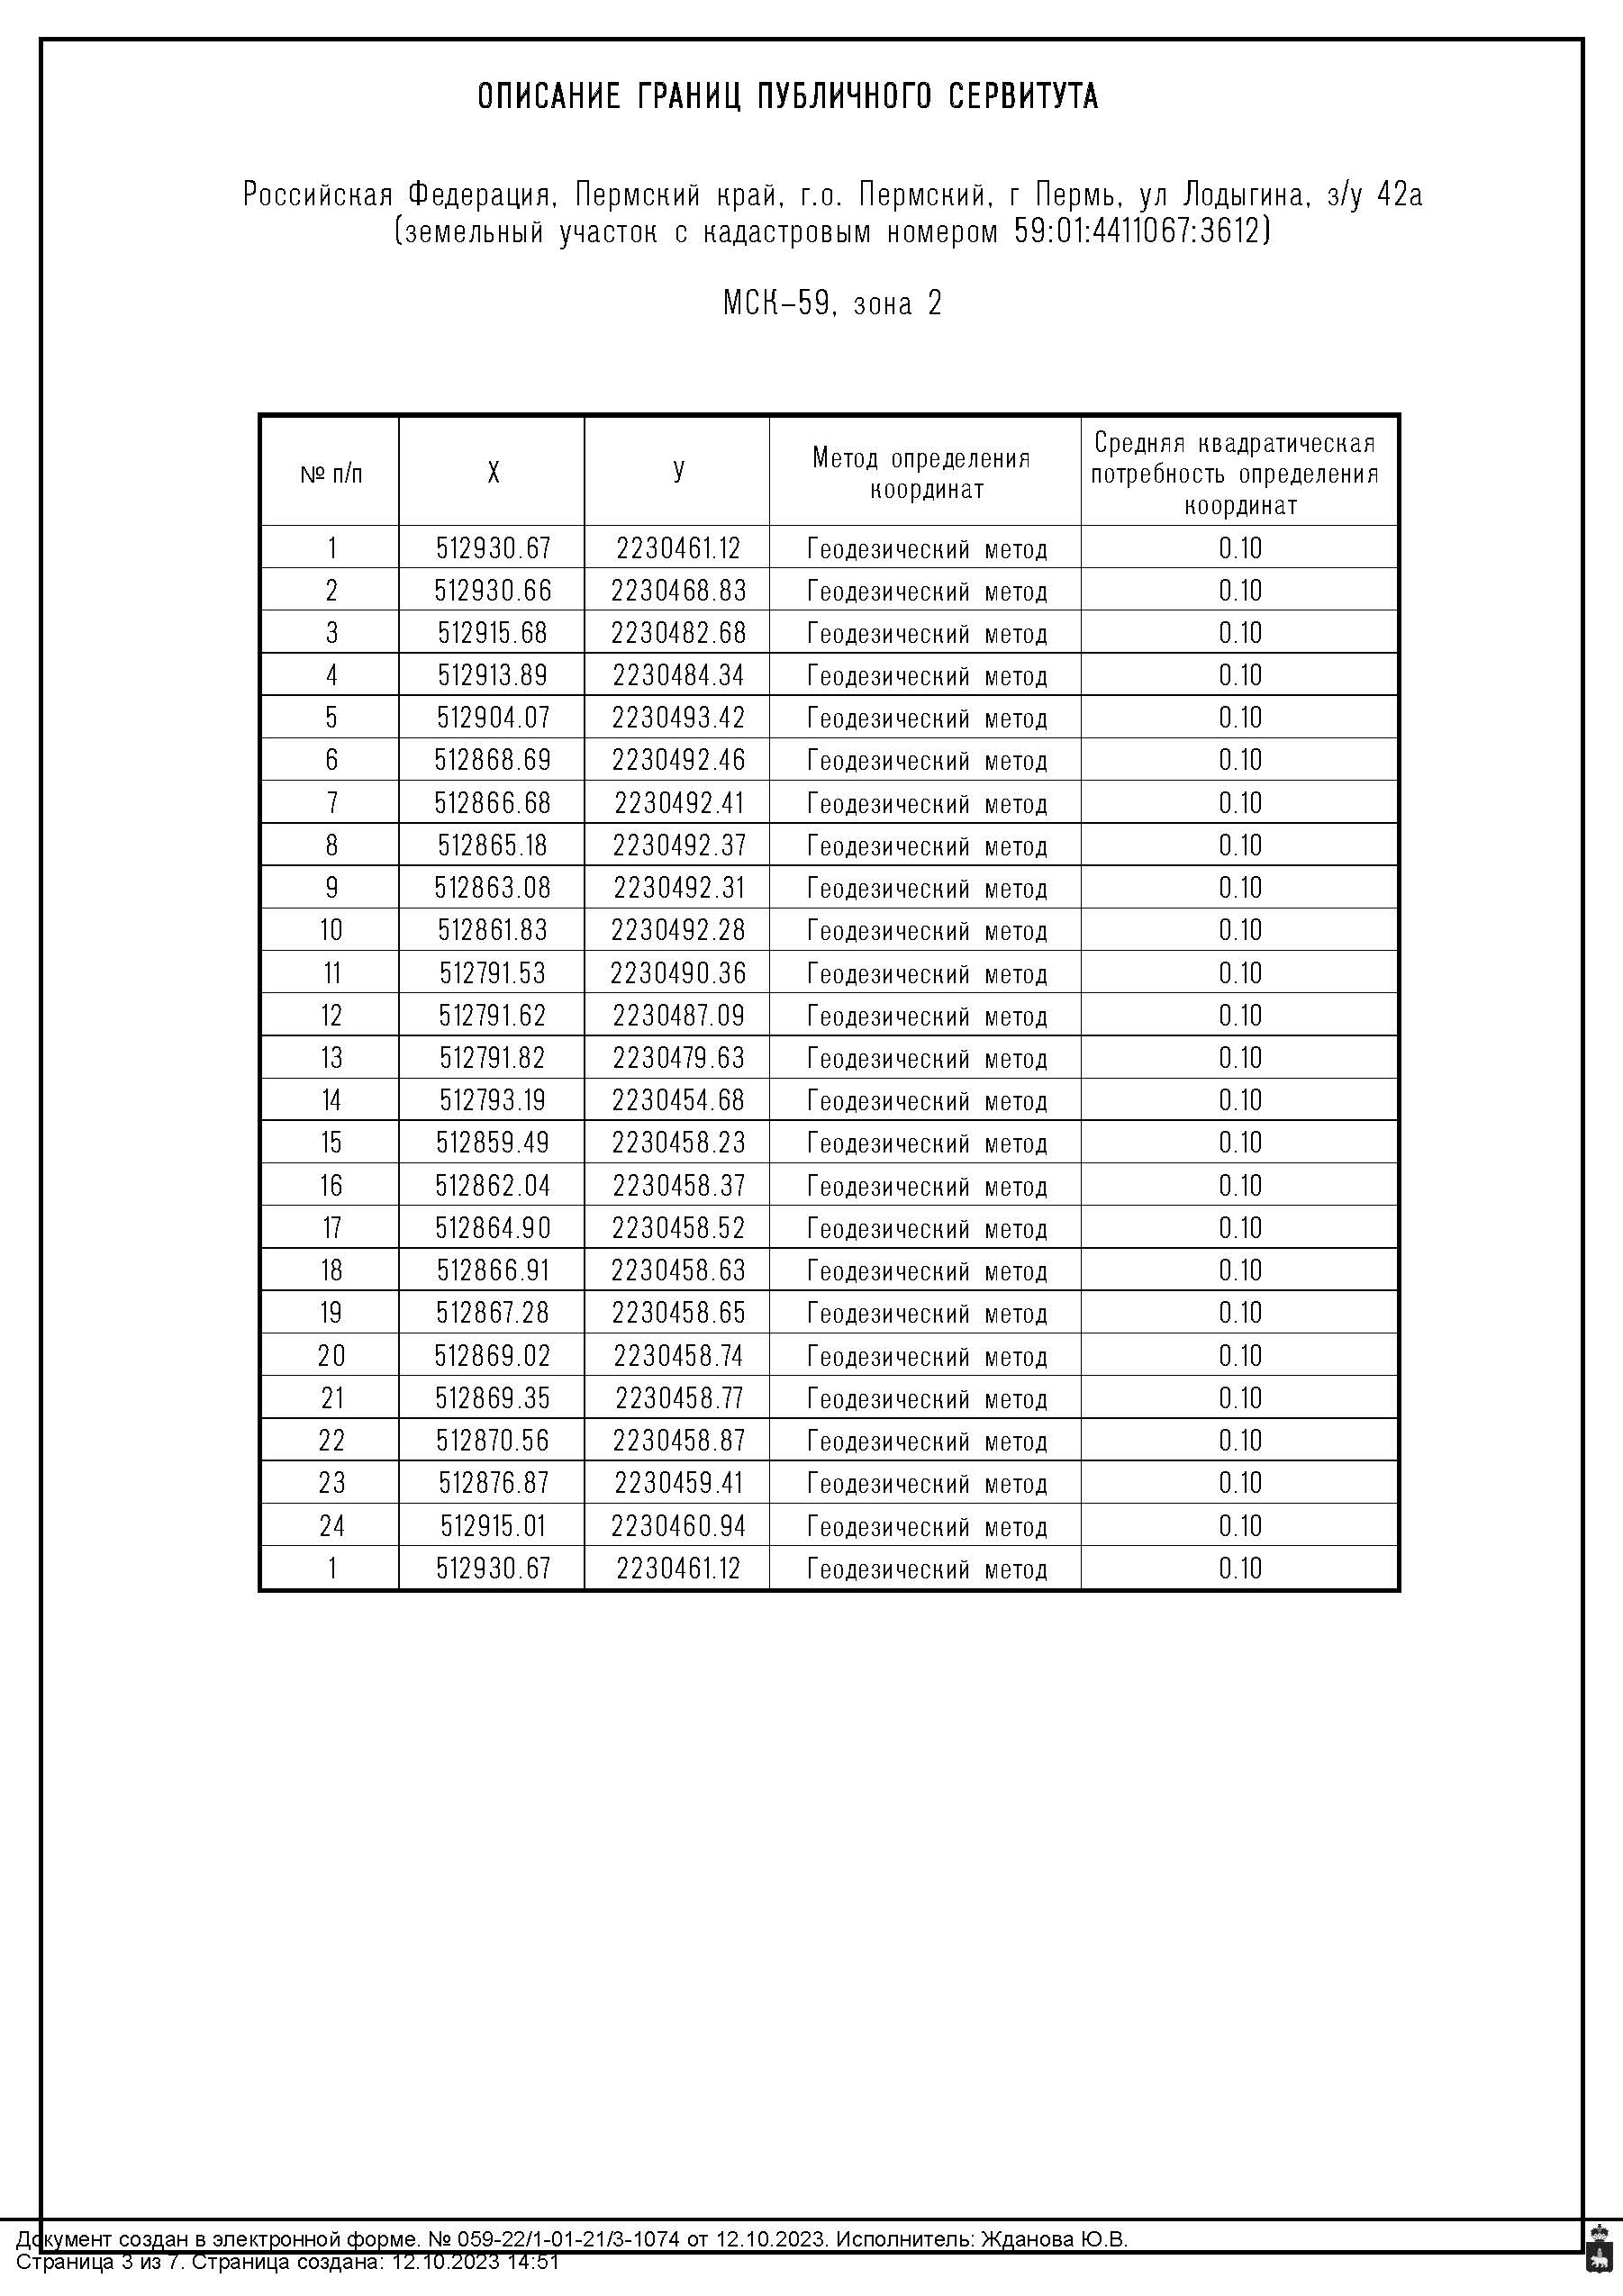 ОПИСАНИЕ ГРАНИЦ ПУБЛИЧНОГО СЕРВИТУТА
Российская Федерация, Пермский край, г.о. Пермский, г Пермь, ул Лодыгина, з/у 42а
(земельный участок с кадастровым номером 59:01:4411067:3612)
МСК-59, зона 2
№ п/п X У Метод определения координат Средняя квадратическая потребность определения координат
1 512930.67 2230461.12 Геодезический метод 0.10
2 512930.66 2230468.83 Геодезический метод 0.10
3 512915.68 2230482.68 Геодезический метод 0.10
4 512913.89 2230484.34 Геодезический метод 0.10
5 512904.07 2230493.42 Геодезический метод 0.10
6 512868.69 2230492.46 Геодезический метод 0.10
7 512866.68 2230492.41 Геодезический метод 0.10
8 512865.18 2230492.37 Геодезический метод 0.10
9 512863.08 2230492.31 Геодезический метод 0.10
10 512861.83 2230492.28 Геодезический метод 0.10
11 512791.53 2230490.36 Геодезический метод 0.10
12 512791.62 2230487.09 Геодезический метод 0.10
13 512791.82 2230479.63 Геодезический метод 0.10
14 512793.19 2230454.68 Геодезический метод 0.10
15 512859.49 2230458.23 Геодезический метод 0.10
16 512862.04 2230458.37 Геодезический метод 0.10
17 512864.90 2230458.52 Геодезический метод 0.10
18 512866.91 2230458.63 Геодезический метод 0.10
19 512867.28 2230458.65 Геодезический метод 0.10
20 512869.02 2230458.74 Геодезический метод 0.10
21 512869.35 2230458.77 Геодезический метод 0.10
22 512870.56 2230458.87 Геодезический метод 0.10
23 512876.87 2230459.41 Геодезический метод 0.10
24 512915.01 2230460.94 Геодезический метод 0.10
1 512930.67 2230461.12 Геодезический метод 0.10
Документ создан в электронной форме. № 059-22/1-01-21/3-1074 от 12.10.2023. Исполнитель: Жданова Ю.В.
Страница 3 из 7. Страница создана: 12.10.2023 14:51